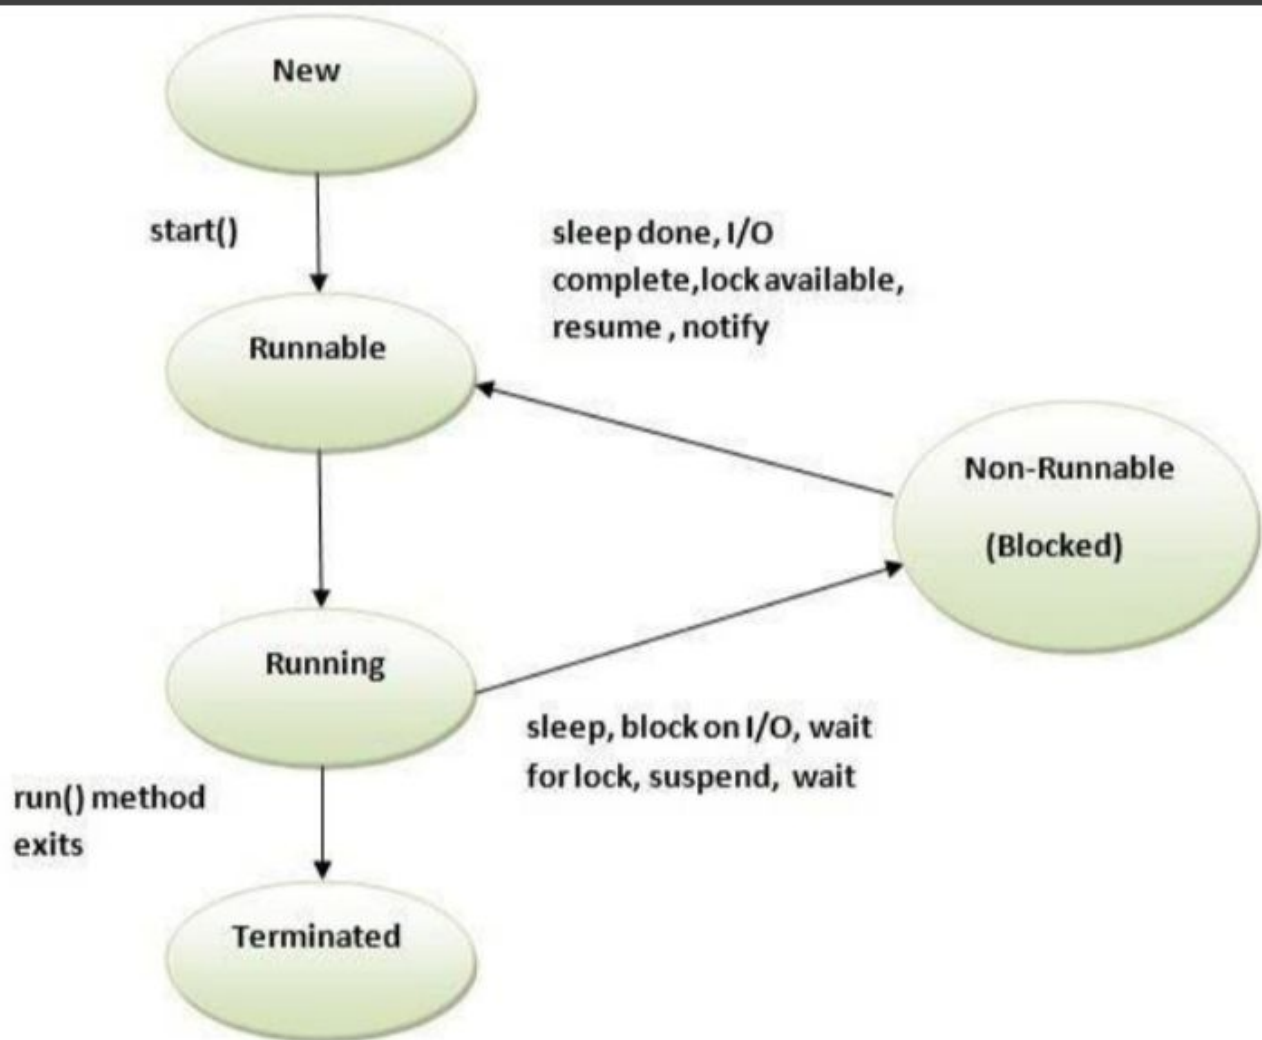 New
start()
sleep done, I/O
complete,lock available,
resume , notify
Runnable
Non-Runnable
(Blocked)
Running
sleep, block on I/O, wait
for lock, suspend, wait
run() method
exits
Terminated